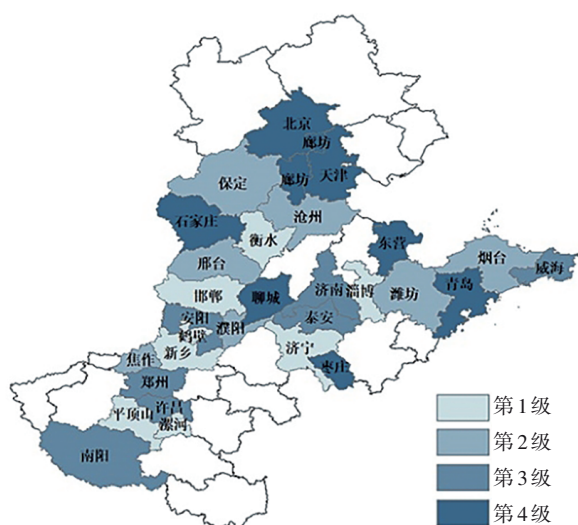 北京
廊坊
廊坊
天津
保定
石家庄
沧州
衡水
东营
邢台
烟台
威海
邯郸
聊城
济南
淄博
潍坊
青岛
安阳
泰安
鹤壁
濮阳
新乡
济宁
焦作
枣庄
郑州
平顶山
许昌
漯河
南阳
第1级
第2级
第3级
第4级